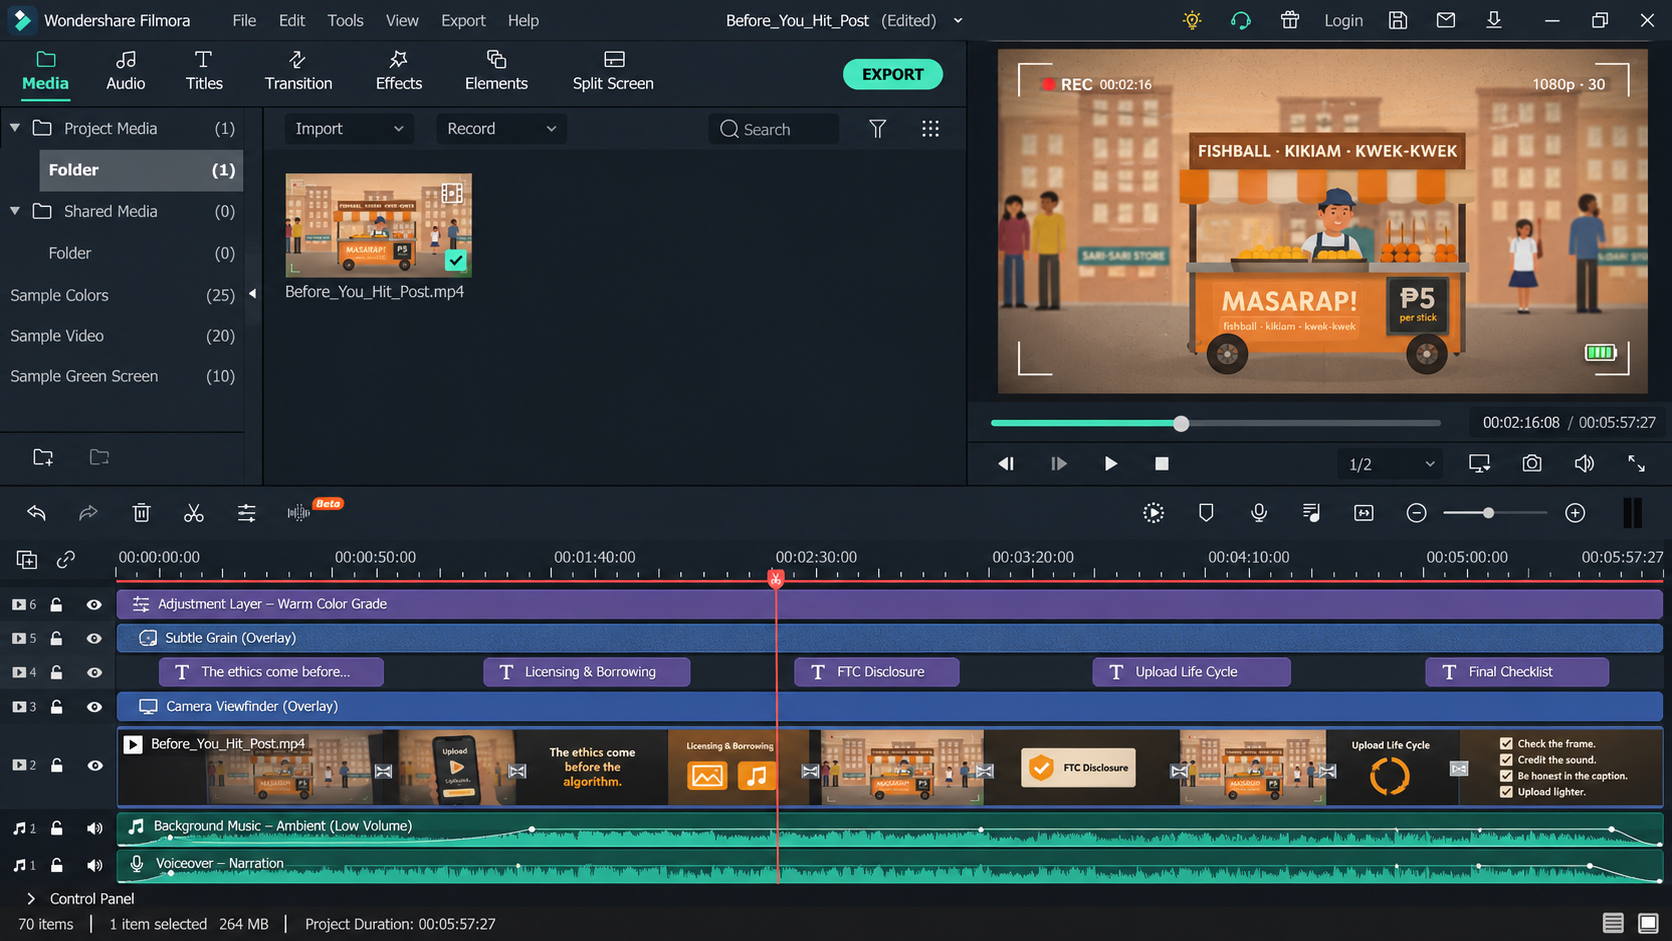 Wondershare Filmora File Edit Tools View Export Help Before_You_Hit_Post (Edited) Login
Media Audio Titles Transition Effects Elements Split Screen EXPORT
Project Media (1)
Folder (1)
Shared Media (0)
Folder (0)
Sample Colors (25)
Sample Video (20)
Sample Green Screen (10)
Import Record Search
MASARAP!
₱5
Before_You_Hit_Post.mp4
REC 00:02:16 1080p · 30
FISHBALL · KIKIAM · KWEK-KWEK
SARI-SARI STORE
MASARAP!
fishball - kikiam - kwek-kwek
₱5
per stick
00:02:16:08 / 00:05:57:27
1/2
Beta
00:00:00:00 00:00:50:00 00:01:40:00 00:02:30:00 00:03:20:00 00:04:10:00 00:05:00:00 00:05:57:27
6 Adjustment Layer – Warm Color Grade
5 Subtle Grain (Overlay)
4 The ethics come before... Licensing & Borrowing FTC Disclosure Upload Life Cycle Final Checklist
3 Camera Viewfinder (Overlay)
2 Before_You_Hit_Post.mp4
Upload
The ethics come
before the
algorithm.
Licensing & Borrowing
FTC Disclosure
Upload Life Cycle
Check the frame.
Credit the sound.
Be honest in the caption.
Upload lighter.
1 Background Music – Ambient (Low Volume)
1 Voiceover – Narration
Control Panel
70 items 1 item selected 264 MB Project Duration: 00:05:57:27